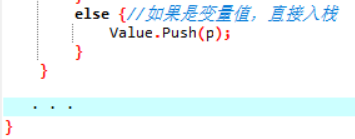 }
else {//如果是变量值，直接入栈
Value.Push(p);
}
}
. . .
}